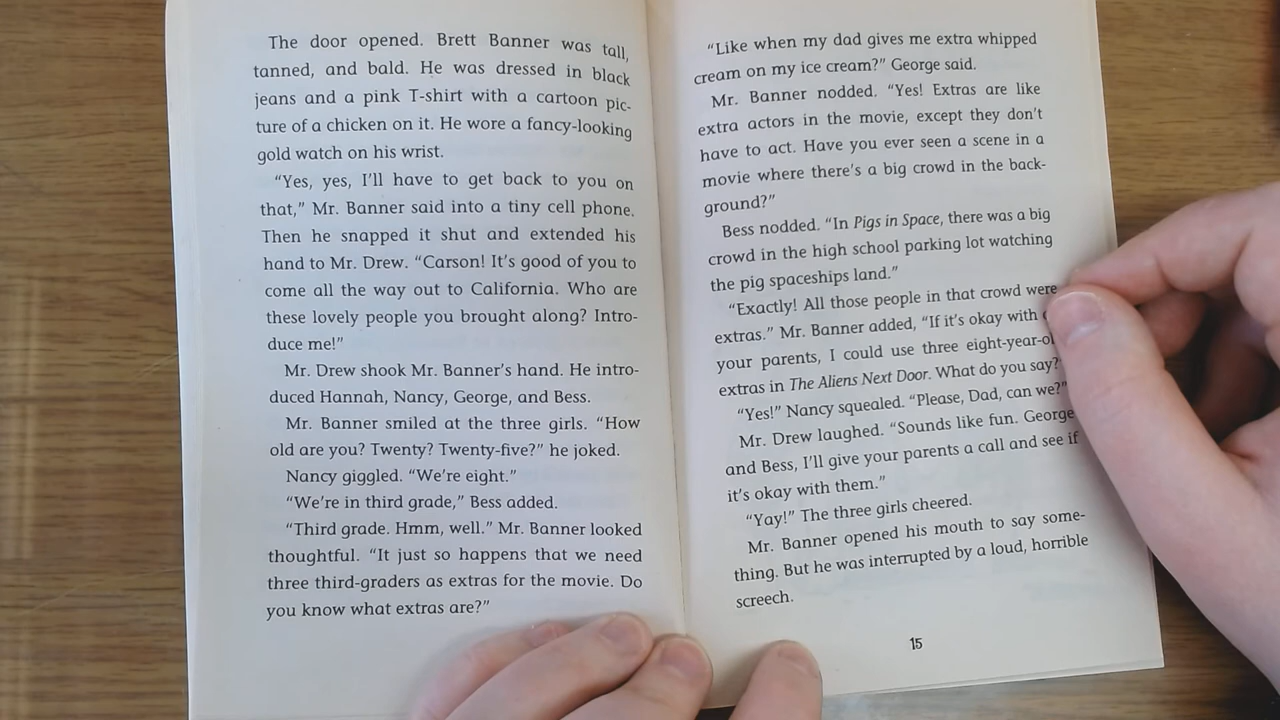 The door opened. Brett Banner was tall,
tanned, and bald. He was dressed in black
jeans and a pink T-shirt with a cartoon pic-
ture of a chicken on it. He wore a fancy-looking
gold watch on his wrist.
"Yes, yes, I'll have to get back to you on
that," Mr. Banner said into a tiny cell phone.
Then he snapped it shut and extended his
hand to Mr. Drew. "Carson! It's good of you to
come all the way out to California. Who are
these lovely people you brought along? Intro-
duce me!"
Mr. Drew shook Mr. Banner's hand. He intro-
duced Hannah, Nancy, George, and Bess.
Mr. Banner smiled at the three girls. "How
old are you? Twenty? Twenty-five?" he joked.
Nancy giggled. "We're eight."
"We're in third grade," Bess added.
"Third grade. Hmm, well." Mr. Banner looked
thoughtful. "It just so happens that we need
three third-graders as extras for the movie. Do
you know what extras are?"
"Like when my dad gives me extra whipped
cream on my ice cream?" George said.
Mr. Banner nodded. "Yes! Extras are like
extra actors in the movie, except they don't
have to act. Have you ever seen a scene in a
movie where there's a big crowd in the back-
ground?"
Bess nodded. "In Pigs in Space, there was a big
crowd in the high school parking lot watching
the pig spaceships land."
"Exactly! All those people in that crowd were
extras." Mr. Banner added, "If it's okay with
your parents, I could use three
extras in The Aliens Next Door. What do you say?"
"Yes!" Nancy squealed. "Please, Dad, can we?"
Mr. Drew laughed. "Sounds like fun. George
and Bess, I'll give your parents a call and see if
it's okay with them."
"Yay!" The three girls cheered.
Mr. Banner opened his mouth to say some-
thing. But he was interrupted by a loud, horrible
screech.
15